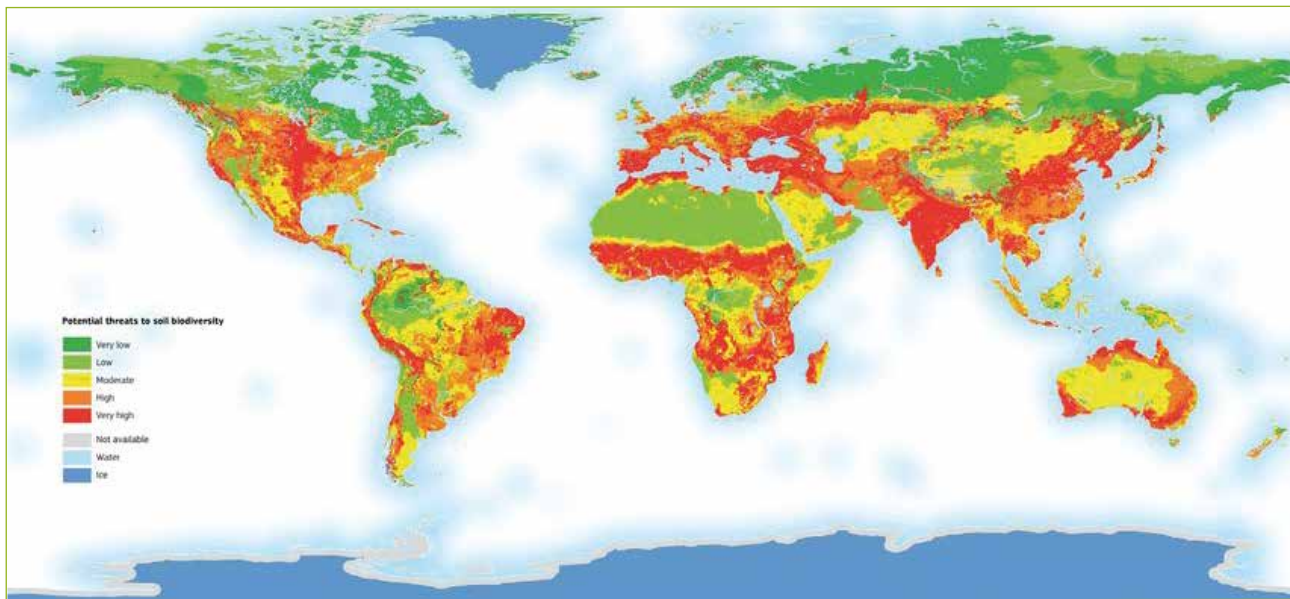 Potential threats to soil biodiversity
Very low
Low
Moderate
High
Very high
Not available
Water
Ice